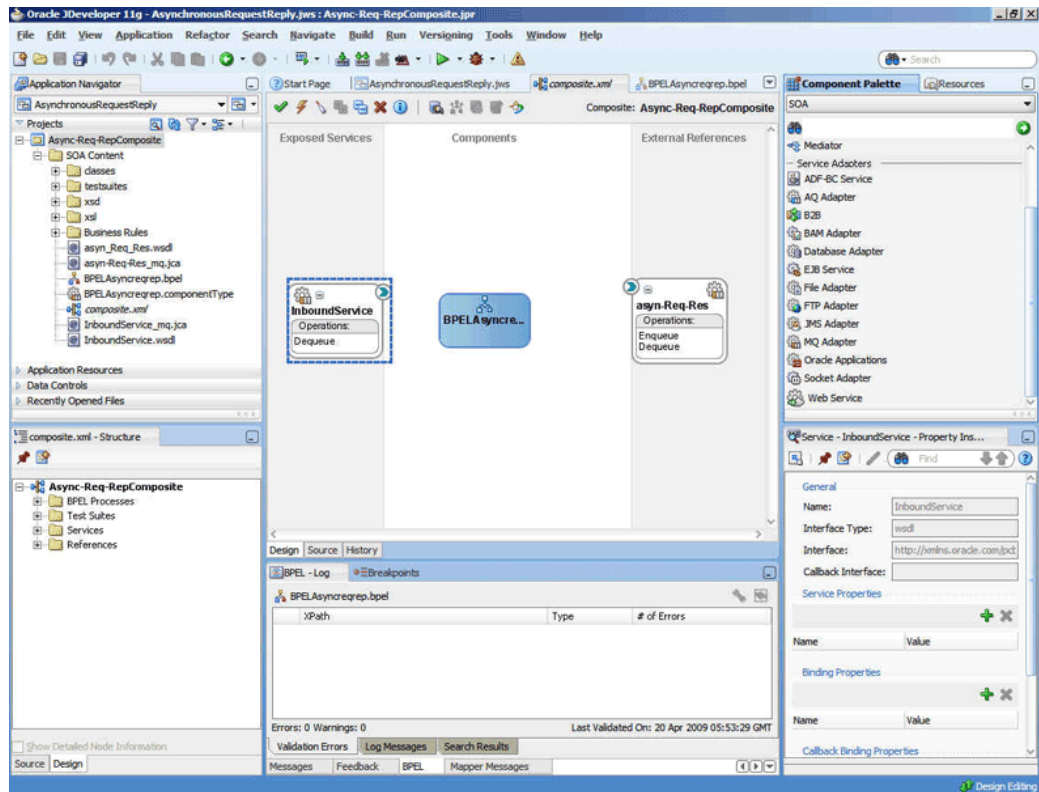 Oracle JDeveloper 11g - AsynchronousRequestReply.jws : Async-Req-RepComposite.jpr
File Edit View Application Refactor Search Navigate Build Run Versioning Tools Window Help
Search
Application Navigator
AsynchronousRequestReply
Projects
Async-Req-RepComposite
SOA Content
classes
testsuites
xsd
xsl
Business Rules
asyn_Req_Res.wsdl
asyn-Req-Res_mq.jca
BPELAsyncreqrep.bpel
BPELAsyncreqrep.componentType
composite.xml
InboundService_mq.jca
InboundService.wsdl
Application Resources
Data Controls
Recently Opened Files
composite.xml - Structure
Async-Req-RepComposite
BPEL Processes
Test Suites
Services
References
Show Detailed Node Information
Source Design
Start Page AsynchronousRequestReply.jws composite.xml BPELAsyncreqrep.bpel
Composite: Async-Req-RepComposite
Exposed Services Components External References
InboundService
Operations:
Dequeue
BPELAsyncre...
asyn-Req-Res
Operations:
Enqueue
Dequeue
Design Source History
BPEL - Log Breakpoints
BPELAsyncreqrep.bpel
XPath Type # of Errors
Errors: 0 Warnings: 0 Last Validated On: 20 Apr 2009 05:53:29 GMT
Validation Errors Log Messages Search Results
Messages Feedback BPEL Mapper Messages
Component Palette Resources
SOA
Mediator
Service Adapters
ADF-BC Service
AQ Adapter
B2B
BAM Adapter
Database Adapter
EJB Service
File Adapter
FTP Adapter
JMS Adapter
MQ Adapter
Oracle Applications
Socket Adapter
Web Service
Service - InboundService - Property Ins...
Find
General
Name: InboundService
Interface Type: wsdl
Interface: http://xmlns.oracle.com/pcb
Callback Interface:
Service Properties
Name Value
Binding Properties
Name Value
Callback Binding Properties
Design Editing